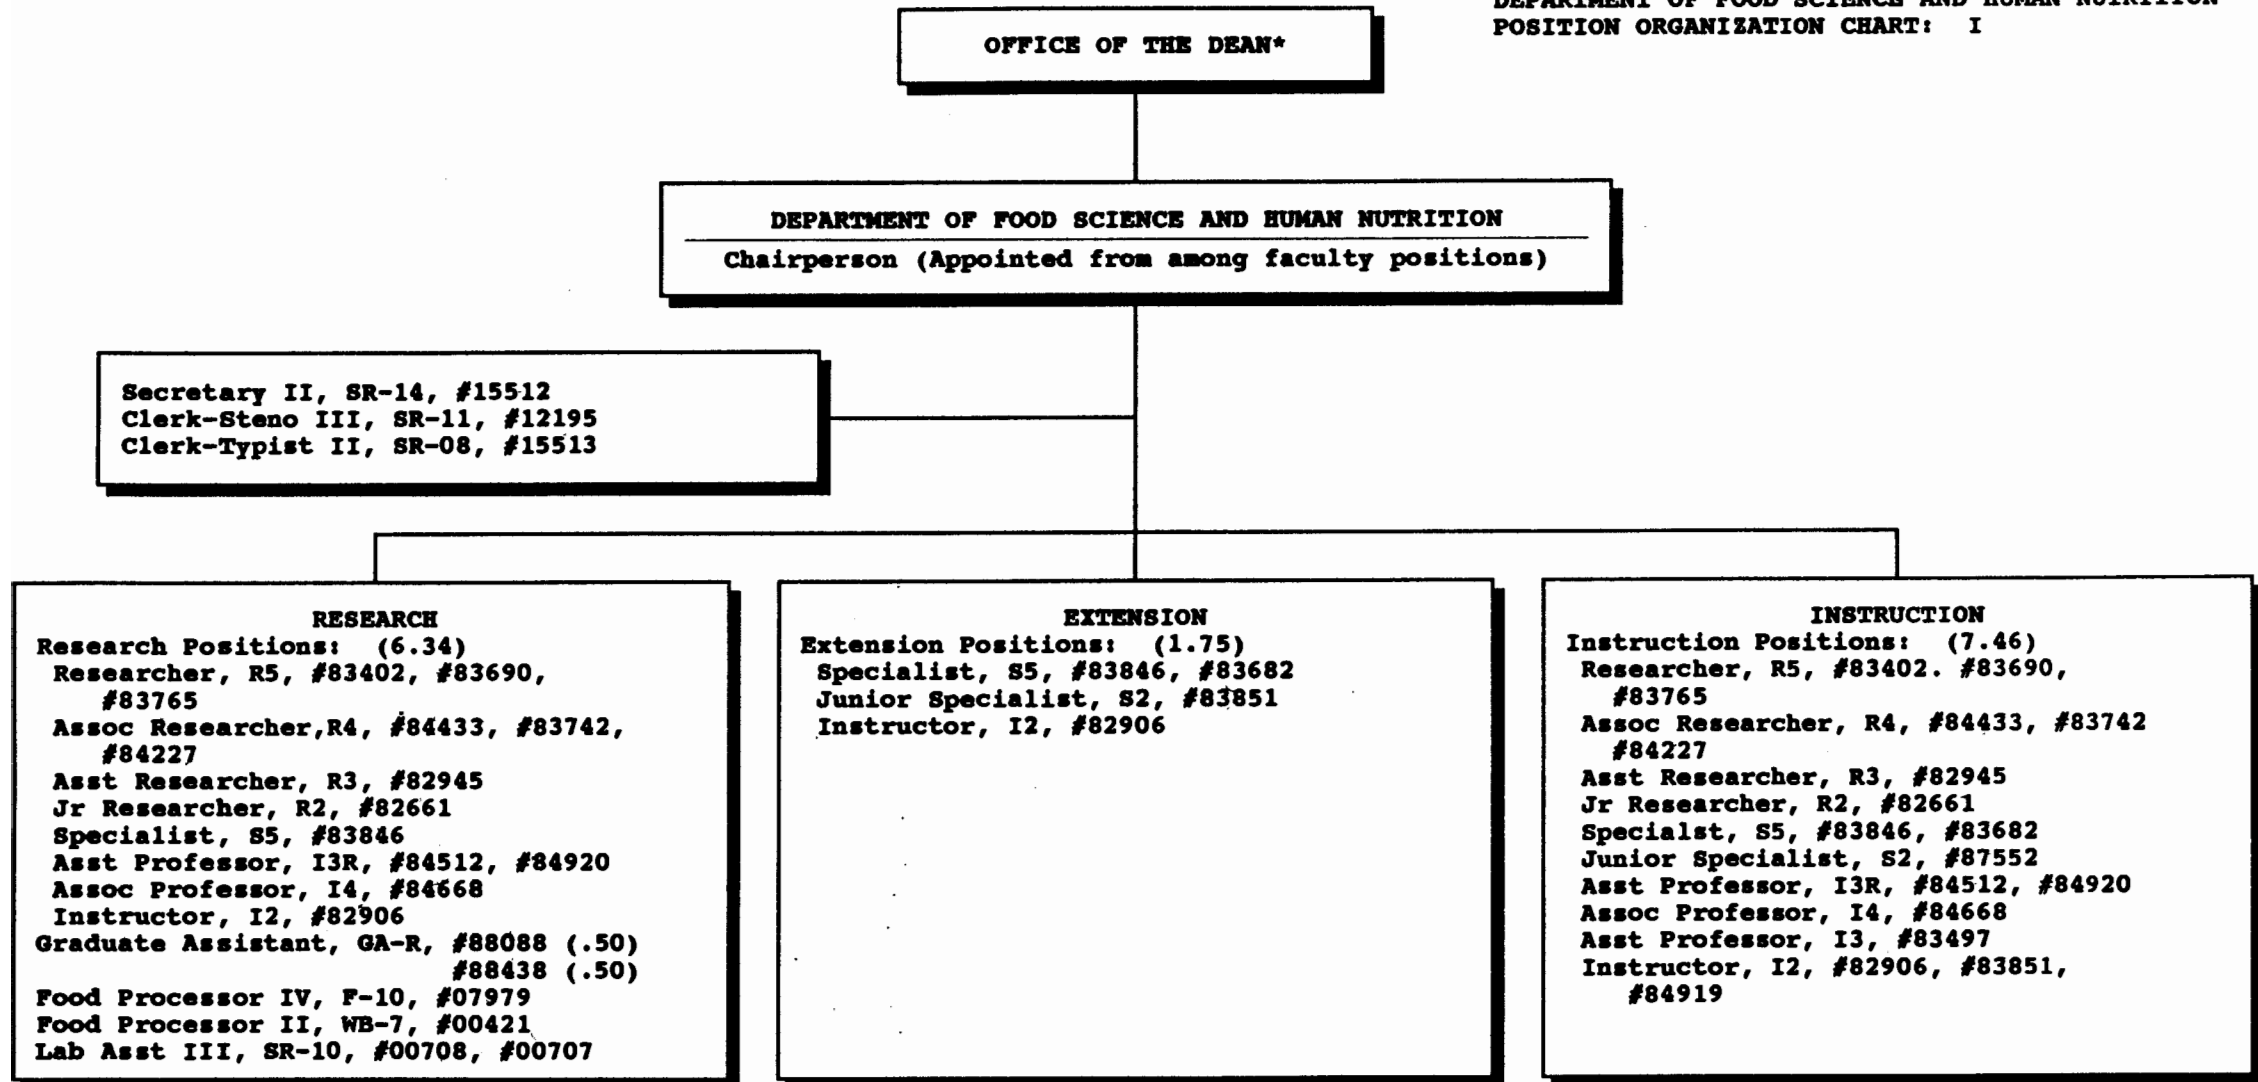 DEPARTMENT OF FOOD SCIENCE AND HUMAN NUTRITION
POSITION ORGANIZATION CHART: I
OFFICE OF THE DEAN*
DEPARTMENT OF FOOD SCIENCE AND HUMAN NUTRITION
Chairperson (Appointed from among faculty positions)
Secretary II, SR-14, #15512
Clerk-Steno III, SR-11, #12195
Clerk-Typist II, SR-08, #15513
RESEARCH
Research Positions: (6.34)
Researcher, R5, #83402, #83690,
#83765
Assoc Researcher,R4, #84433, #83742,
#84227
Asst Researcher, R3, #82945
Jr Researcher, R2, #82661
Specialist, S5, #83846
Asst Professor, I3R, #84512, #84920
Assoc Professor, I4, #84668
Instructor, I2, #82906
Graduate Assistant, GA-R, #88088 (.50)
#88438 (.50)
Food Processor IV, F-10, #07979
Food Processor II, WB-7, #00421
Lab Asst III, SR-10, #00708, #00707
EXTENSION
Extension Positions: (1.75)
Specialist, S5, #83846, #83682
Junior Specialist, S2, #83851
Instructor, I2, #82906
INSTRUCTION
Instruction Positions: (7.46)
Researcher, R5, #83402. #83690,
#83765
Assoc Researcher, R4, #84433, #83742
#84227
Asst Researcher, R3, #82945
Jr Researcher, R2, #82661
Specialst, S5, #83846, #83682
Junior Specialist, S2, #87552
Asst Professor, I3R, #84512, #84920
Assoc Professor, I4, #84668
Asst Professor, I3, #83497
Instructor, I2, #82906, #83851,
#84919